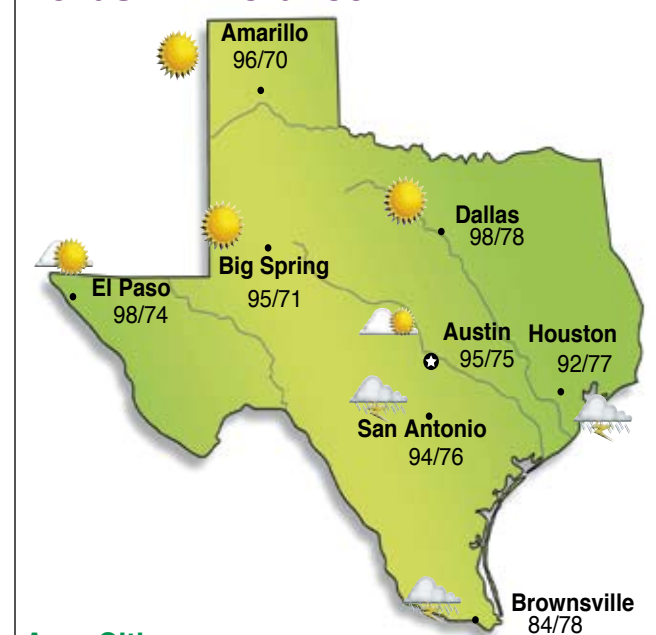 Amarillo
96/70
Dallas
98/78
Big Spring
95/71
El Paso
98/74
Austin
95/75
Houston
92/77
San Antonio
94/76
Brownsville
84/78